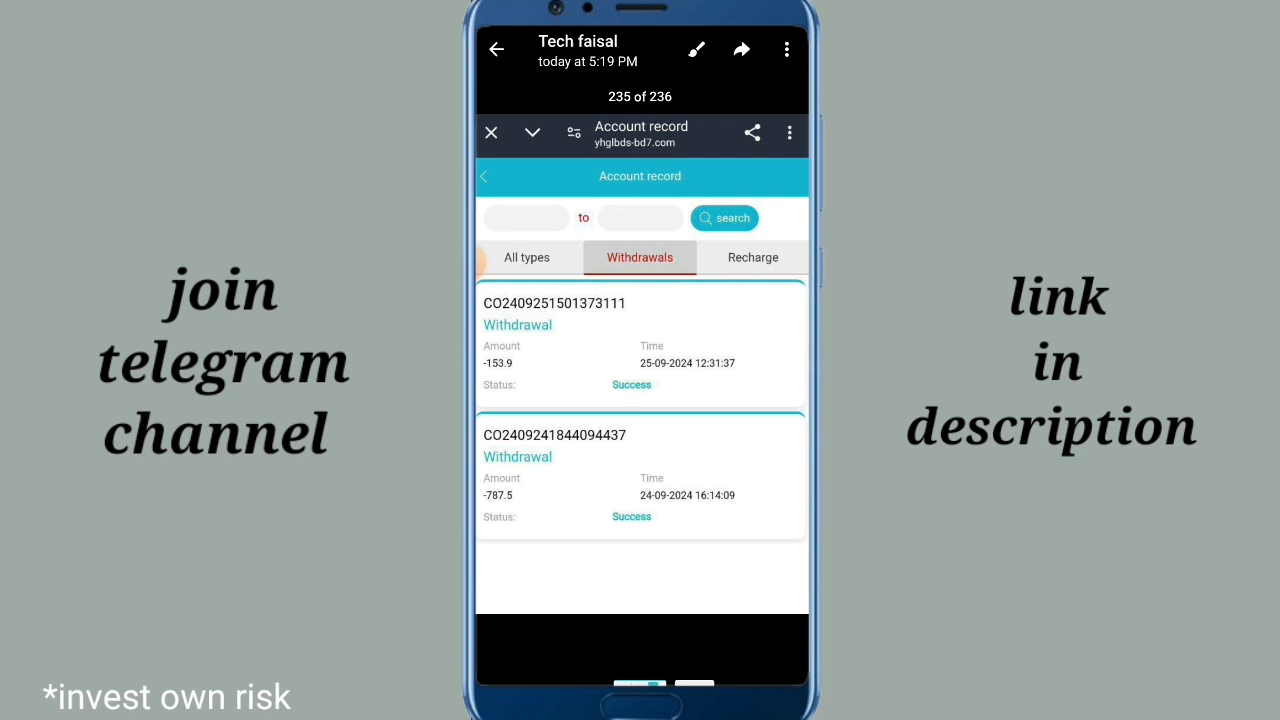 Tech faisal
today at 5:19 PM
235 of 236
Account record
yhglbds-bd7.com
Account record
to search
All types Withdrawals Recharge
CO2409251501373111
Withdrawal
Amount Time
-153.9 25-09-2024 12:31:37
Status: Success
CO2409241844094437
Withdrawal
Amount Time
-787.5 24-09-2024 16:14:09
Status: Success
join
telegram
channel
link
in
description
*invest own risk